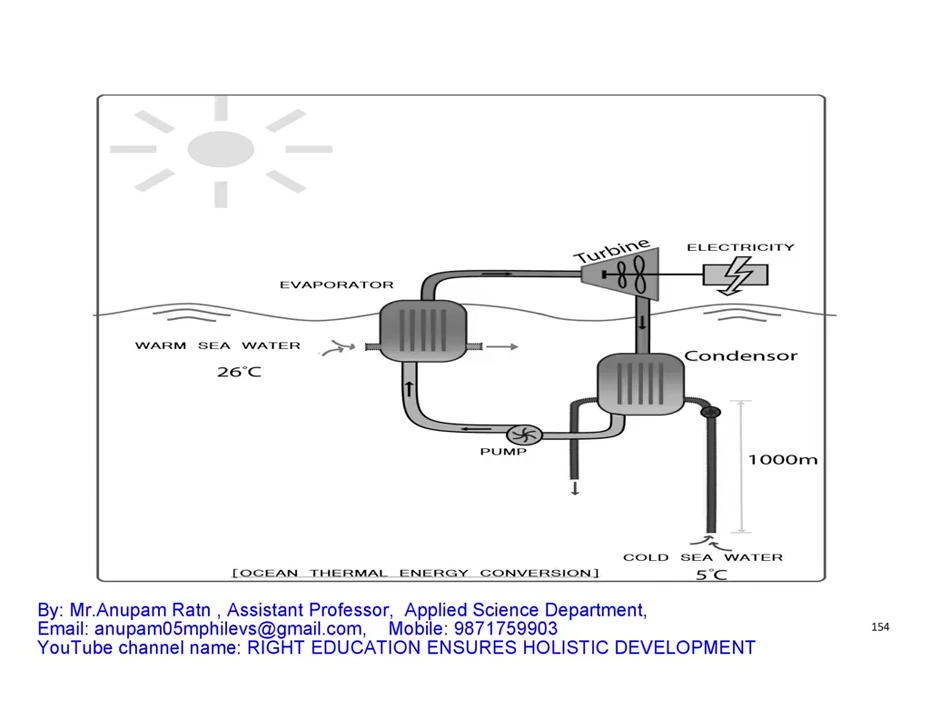 Turbine
ELECTRICITY
EVAPORATOR
WARM SEA WATER
26°C
Condensor
PUMP
1000m
COLD SEA WATER
5°C
[OCEAN THERMAL ENERGY CONVERSION]
By: Mr.Anupam Ratn , Assistant Professor, Applied Science Department,
Email: anupam05mphilevs@gmail.com, Mobile: 9871759903
YouTube channel name: RIGHT EDUCATION ENSURES HOLISTIC DEVELOPMENT
154